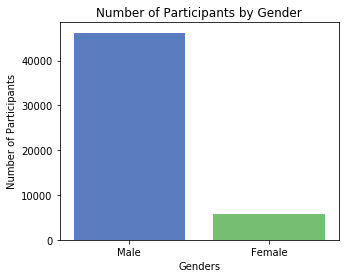 Number of Participants by Gender
Number of Participants
40000
30000
20000
10000
0
Male Female
Genders